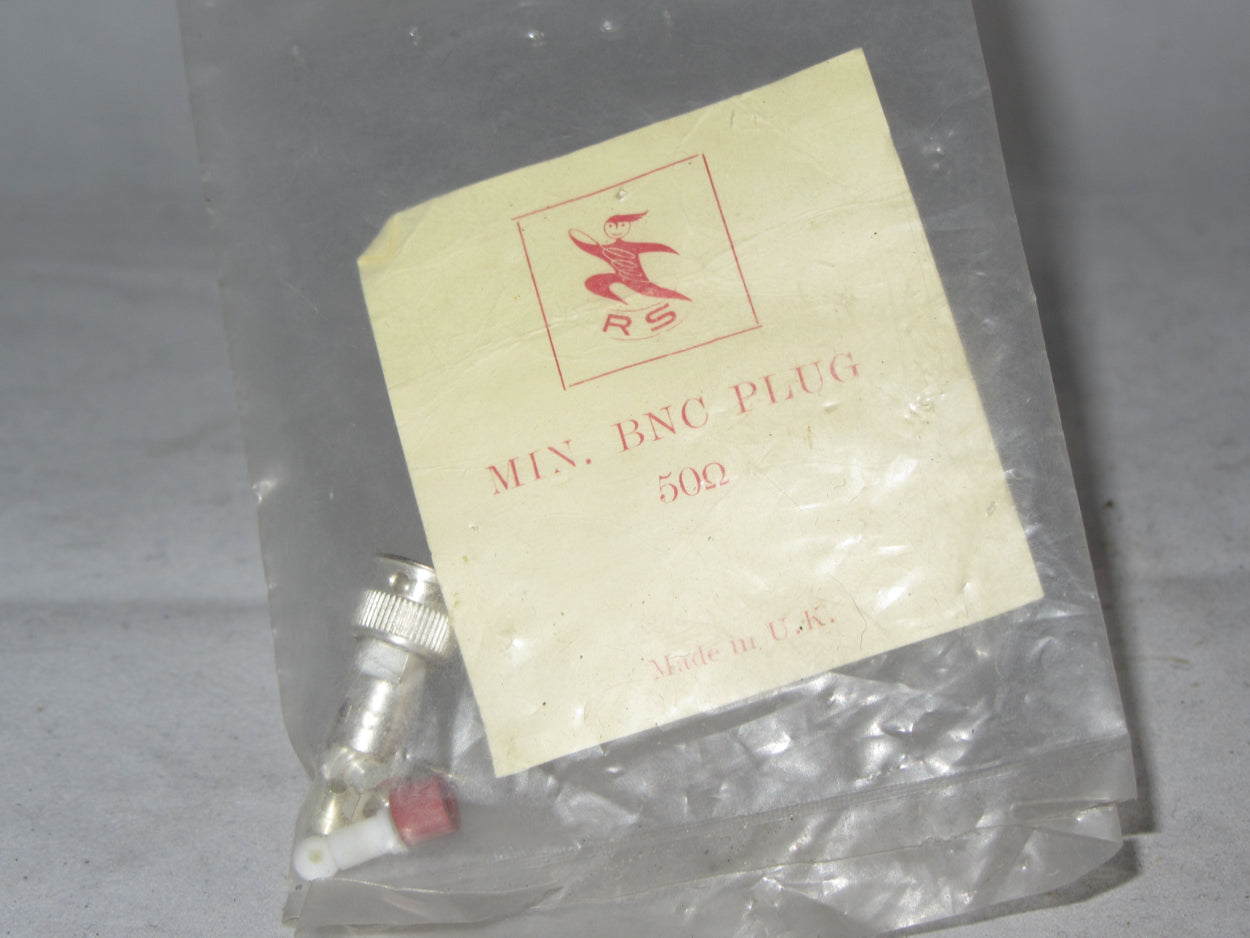 RS
MIN. BNC PLUG
50Ω
Made in U.K.